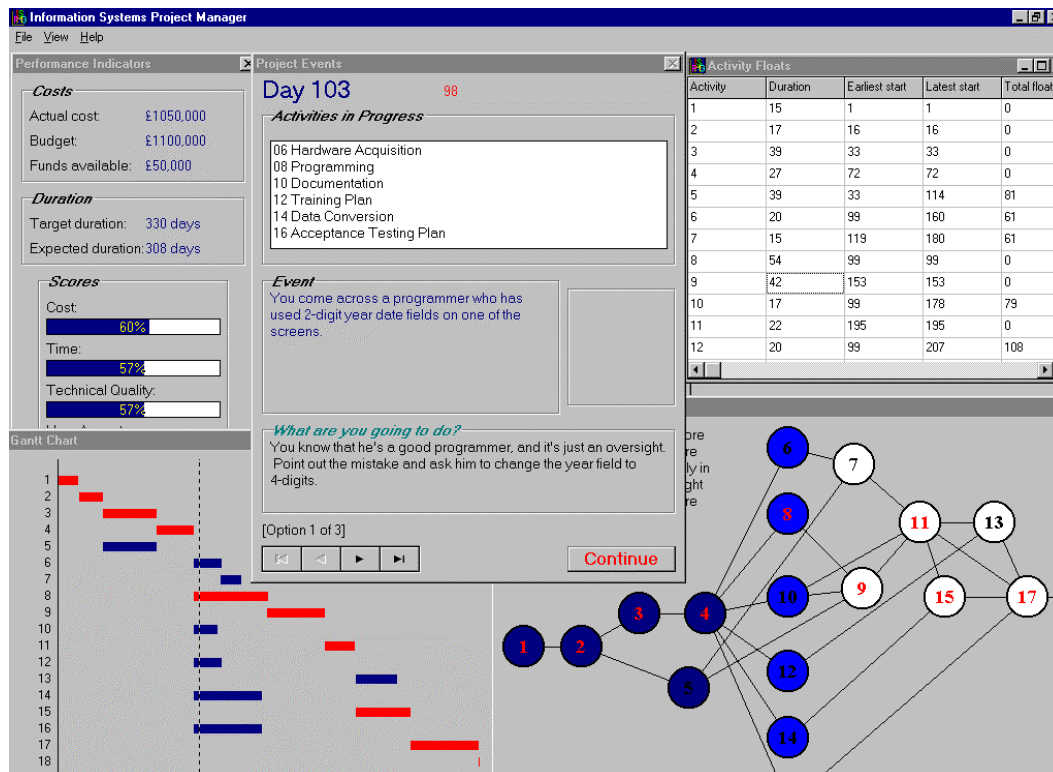 Information Systems Project Manager
File View Help
Performance Indicators
Costs
Actual cost: £1050,000
Budget: £1100,000
Funds available: £50,000
Duration
Target duration: 330 days
Expected duration: 308 days
Scores
Cost:
60%
Time:
57%
Technical Quality:
57%
Project Events
Day 103 98
Activities in Progress
06 Hardware Acquisition
08 Programming
10 Documentation
12 Training Plan
14 Data Conversion
16 Acceptance Testing Plan
Event
You come across a programmer who has
used 2-digit year date fields on one of the
screens.
What are you going to do?
You know that he's a good programmer, and it's just an oversight.
Point out the mistake and ask him to change the year field to
4-digits.
[Option 1 of 3]
Continue
Activity Floats
Activity Duration Earliest start Latest start Total float
1 15 1 1 0
2 17 16 16 0
3 39 33 33 0
4 27 72 72 0
5 39 33 114 81
6 20 99 160 61
7 15 119 180 61
8 54 99 99 0
9 42 153 153 0
10 17 99 178 79
11 22 195 195 0
12 20 99 207 108
Gantt Chart
1
2
3
4
5
6
7
8
9
10
11
12
13
14
15
16
17
18
ore
re
ly in
ght
re
6
7
8
11
13
10
9
15
17
3
4
1
2
12
5
14